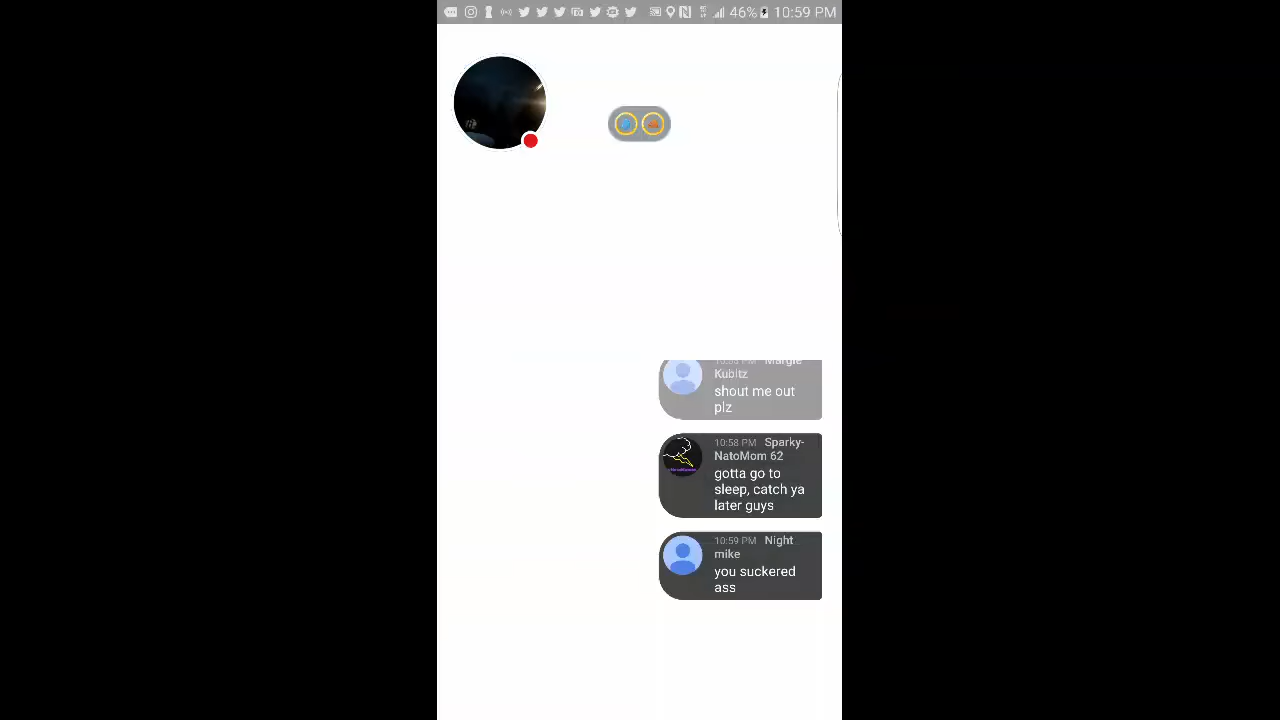 46% 10:59 PM
Margie
Kubitz
shout me out
plz
10:58 PM Sparky-
NatoMom 62
gotta go to
sleep, catch ya
later guys
10:59 PM Night
mike
you suckered
ass